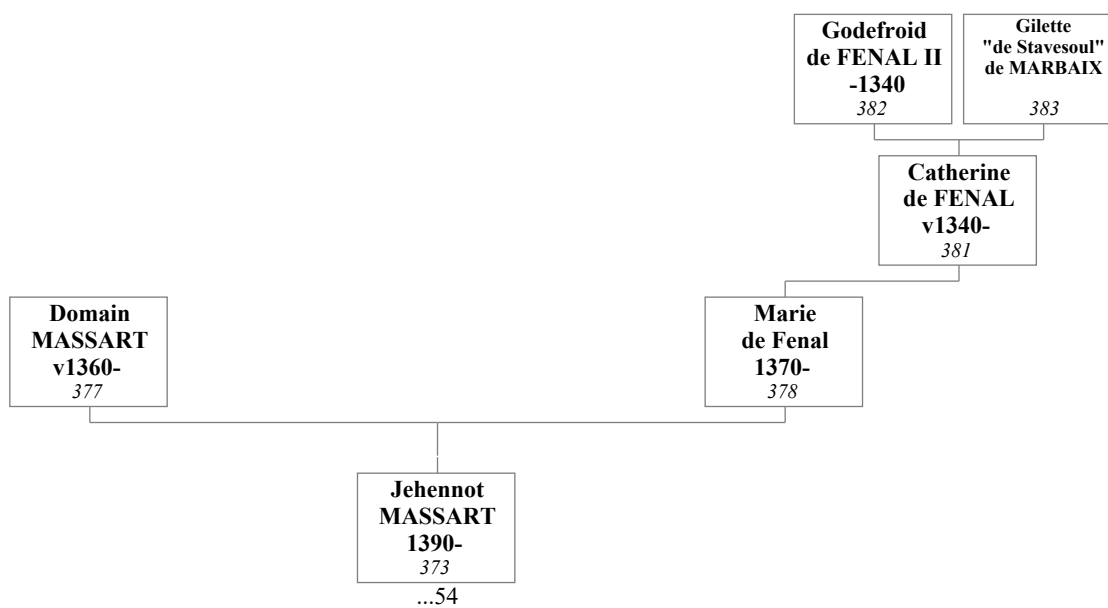 Godefroid
de FENAL II
-1340
382
Gilette
"de Stavesoul"
de MARBAIX
383
Catherine
de FENAL
v1340-
381
Domain
MASSART
v1360-
377
Marie
de Fenal
1370-
378
Jehennot
MASSART
1390-
373
...54